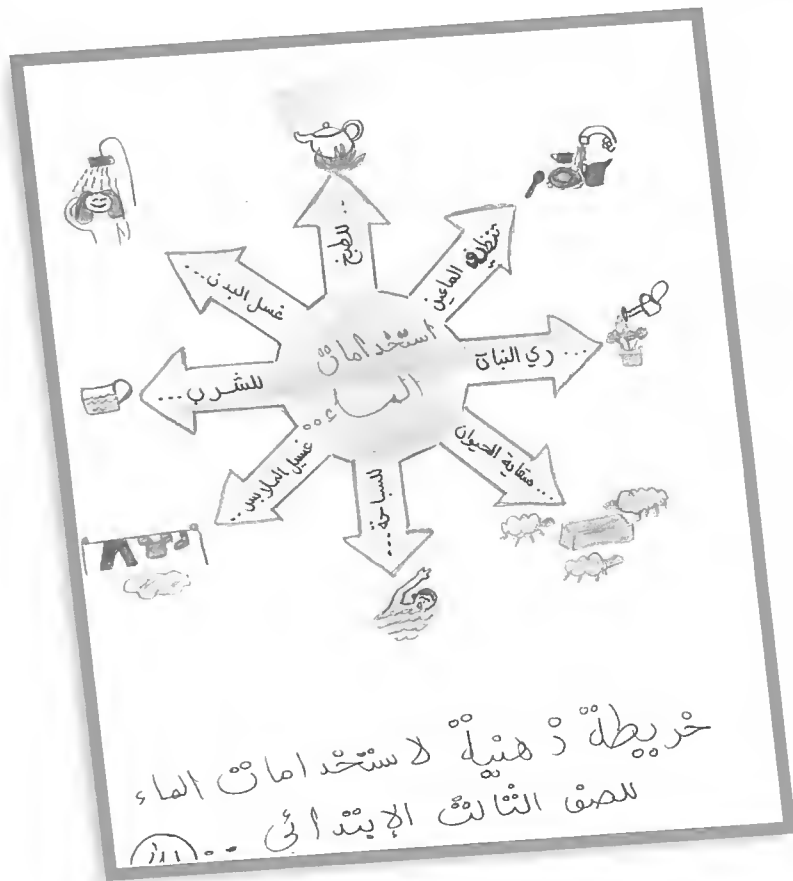 استخدامات
الماء..
للطبخ..
تنظيف الماعين
... ري النبات
... سقاية الحيوان
للسباحة...
غسيل الملابس..
للشرب...
غسل البدن...
خريطة ذهنية لاستخدامات الماء
للصف الثالث الإبتدائي ..